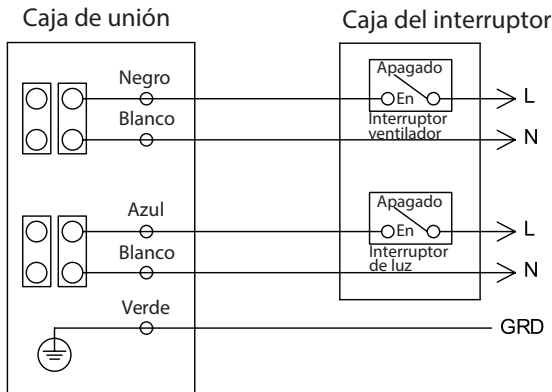 Caja de unión
Caja del interruptor
Negro
Apagado
En
L
Interruptor
ventilador
Blanco
N
Azul
Apagado
En
L
Interruptor
de luz
Blanco
N
Verde
GRD